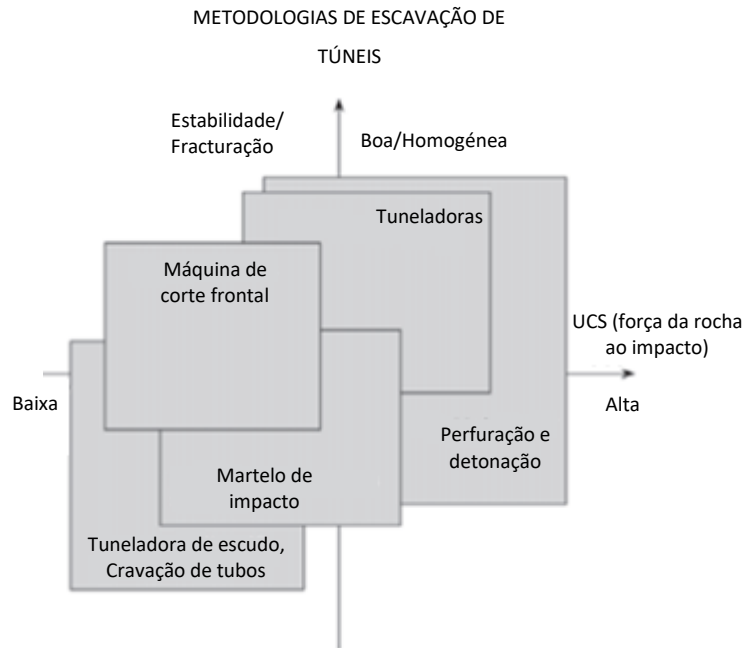 METODOLOGIAS DE ESCAVAÇÃO DE
TÚNEIS
Estabilidade/
Fracturação
Boa/Homogénea
Tuneladoras
Máquina de
corte frontal
UCS (força da rocha
ao impacto)
Baixa
Alta
Perfuração e
detonação
Martelo de
impacto
Tuneladora de escudo,
Cravação de tubos